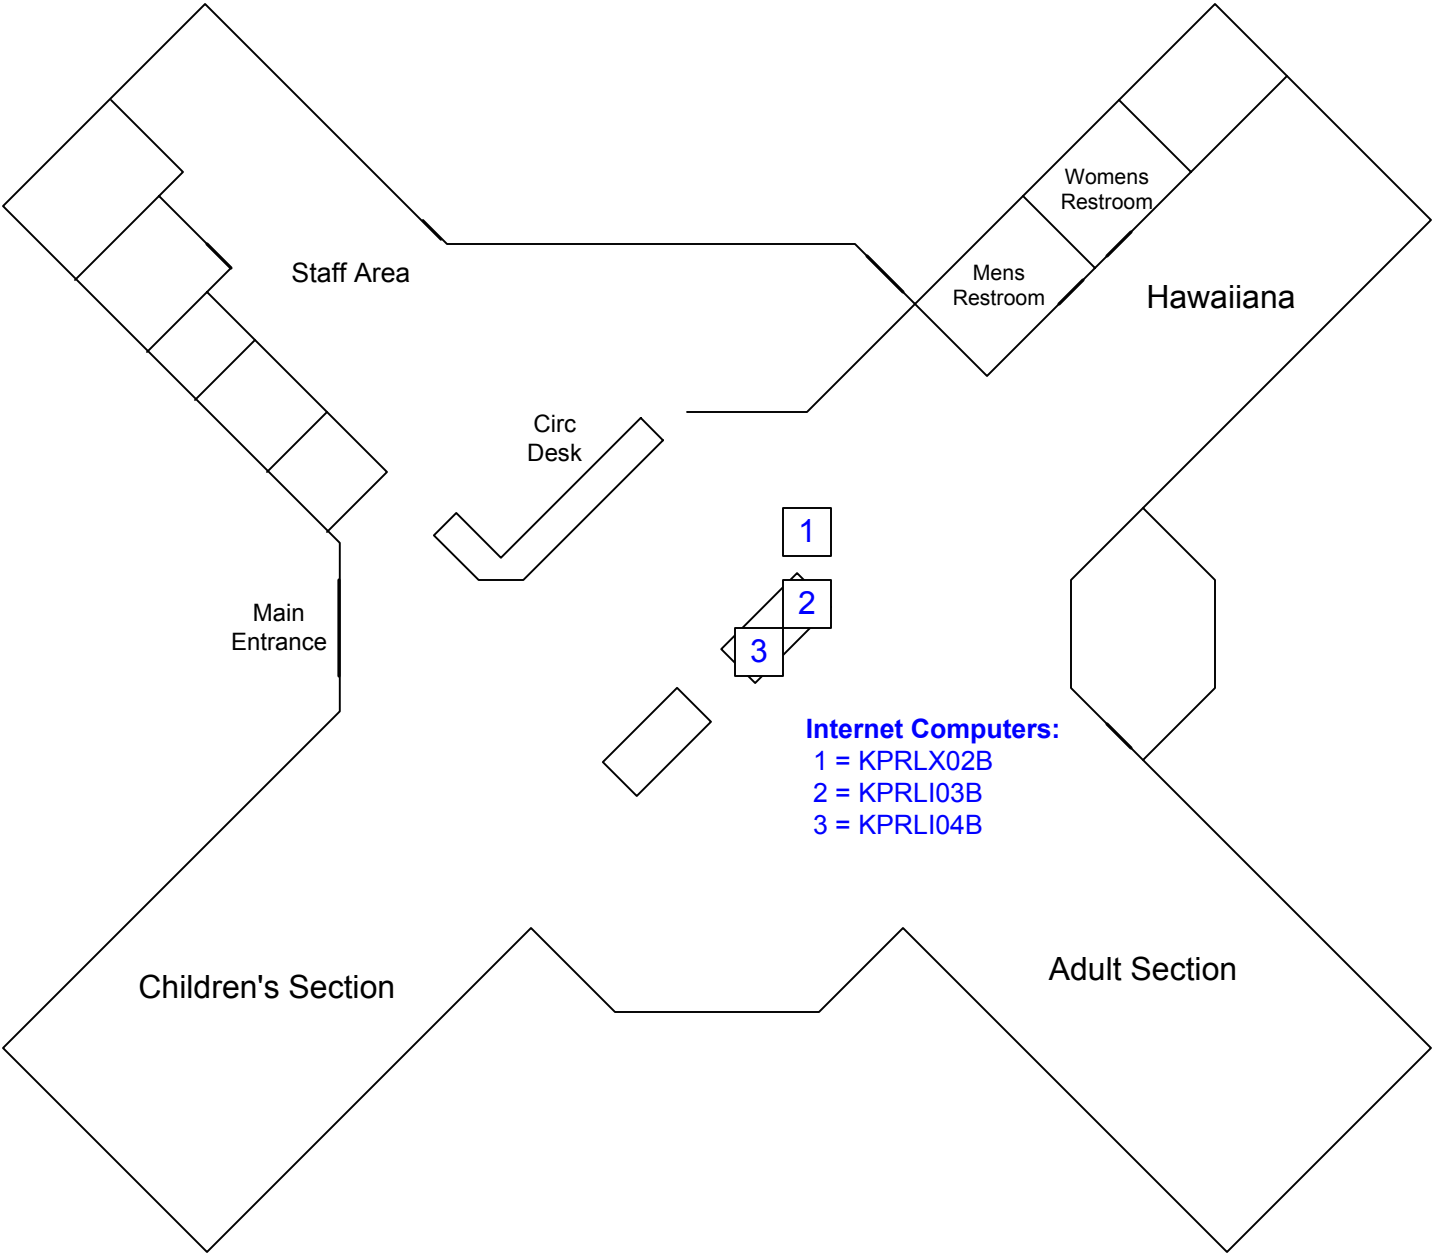 Womens
Restroom
Staff Area
Mens
Restroom
Hawaiiana
Circ
Desk
1
2
Main
Entrance
3
Internet Computers:
1 = KPRLX02B
2 = KPRLI03B
3 = KPRLI04B
Children's Section
Adult Section